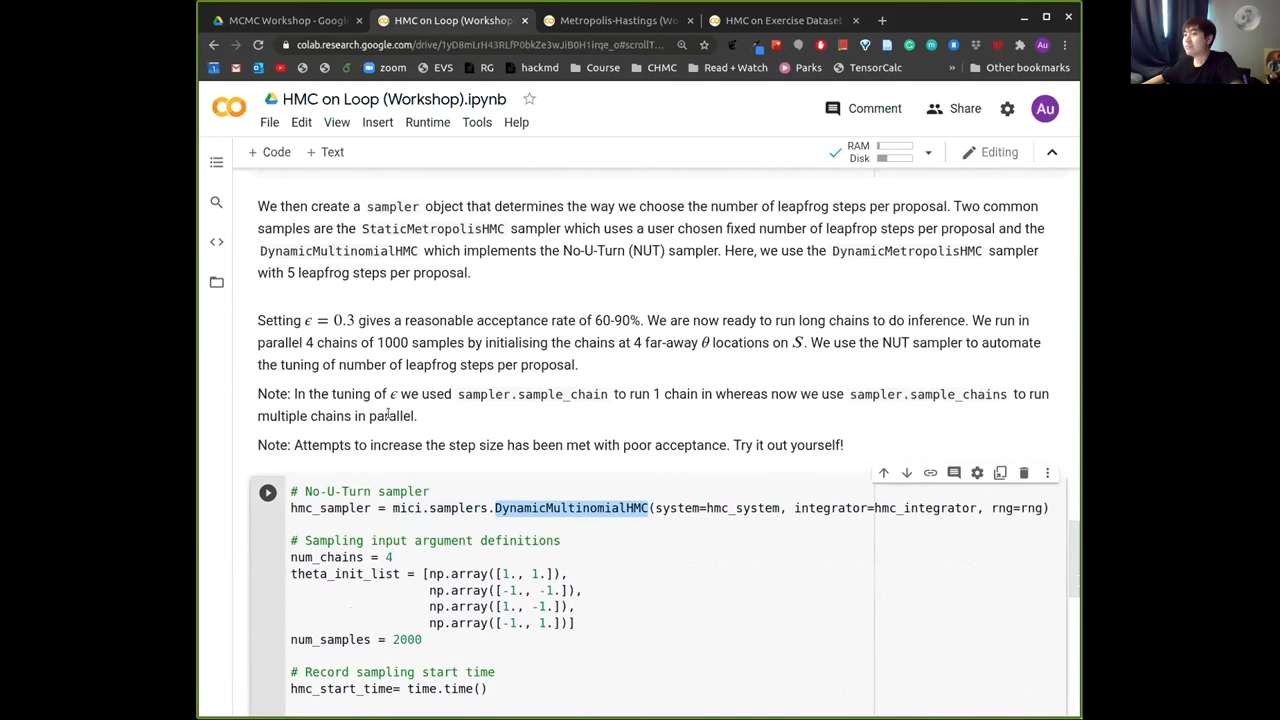 MCMC Workshop - Google
HMC on Loop (Workshop)
Metropolis-Hastings (Wo
HMC on Exercise Dataset
colab.research.google.com/drive/1yD8mLrH43RLfP0bkZe3wJiB0H1irqe_o#scrollT...
Au
zoom
EVS
RG
hackmd
Course
CHMC
Read + Watch
Parks
TensorCalc
»
Other bookmarks
HMC on Loop (Workshop).ipynb
Comment
Share
Au
File Edit View Insert Runtime Tools Help
+ Code + Text
RAM
Disk
Editing
We then create a sampler object that determines the way we choose the number of leapfrog steps per proposal. Two common
samples are the StaticMetropolisHMC sampler which uses a user chosen fixed number of leapfrop steps per proposal and the
DynamicMultinomialHMC which implements the No-U-Turn (NUT) sampler. Here, we use the DynamicMetropolisHMC sampler
with 5 leapfrog steps per proposal.
Setting ϵ = 0.3 gives a reasonable acceptance rate of 60-90%. We are now ready to run long chains to do inference. We run in
parallel 4 chains of 1000 samples by initialising the chains at 4 far-away θ locations on S. We use the NUT sampler to automate
the tuning of number of leapfrog steps per proposal.
Note: In the tuning of ϵ we used sampler.sample_chain to run 1 chain in whereas now we use sampler.sample_chains to run
multiple chains in parallel.
Note: Attempts to increase the step size has been met with poor acceptance. Try it out yourself!
# No-U-Turn sampler
hmc_sampler = mici.samplers.DynamicMultinomialHMC(system=hmc_system, integrator=hmc_integrator, rng=rng)
# Sampling input argument definitions
num_chains = 4
theta_init_list = [np.array([1., 1.]),
np.array([-1., -1.]),
np.array([1., -1.]),
np.array([-1., 1.])]
num_samples = 2000
# Record sampling start time
hmc_start_time= time.time()